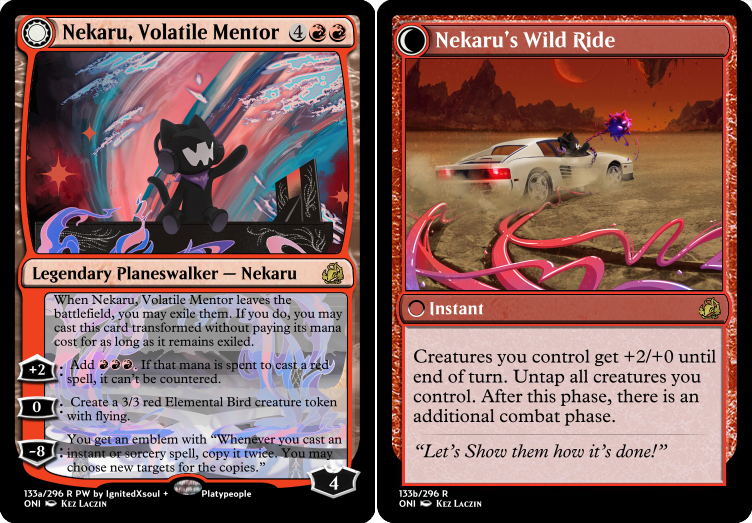 Nekaru, Volatile Mentor 4
Legendary Planeswalker — Nekaru
When Nekaru, Volatile Mentor leaves the
battlefield, you may exile them. If you do, you may
cast this card transformed without paying its mana
cost for as long as it remains exiled.
+2: Add . If that mana is spent to cast a red
spell, it can't be countered.
0: Create a 3/3 red Elemental Bird creature token
with flying.
-8: You get an emblem with “Whenever you cast an
instant or sorcery spell, copy it twice. You may
choose new targets for the copies.”
4
133a/296 R PW by IgnitedXsoul + Platypeople
ONI Kez Laczin
Nekaru's Wild Ride
Instant
Creatures you control get +2/+0 until
end of turn. Untap all creatures you
control. After this phase, there is an
additional combat phase.
“Let's Show them how it's done!”
133b/296 R
ONI Kez Laczin